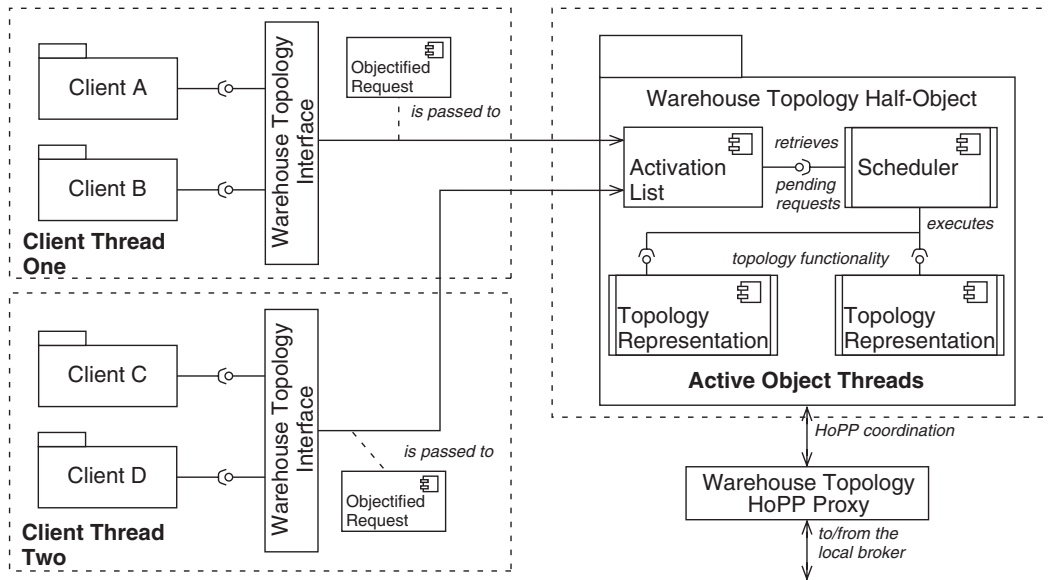 Client A
Client B
Client Thread
One
Warehouse Topology
Interface
Objectified
Request
is passed to
Client C
Client D
Client Thread
Two
Warehouse Topology
Interface
is passed to
Objectified
Request
Warehouse Topology Half-Object
Activation
List
retrieves
pending
requests
Scheduler
executes
topology functionality
Topology
Representation
Topology
Representation
Active Object Threads
HoPP coordination
Warehouse Topology
HoPP Proxy
to/from the
local broker